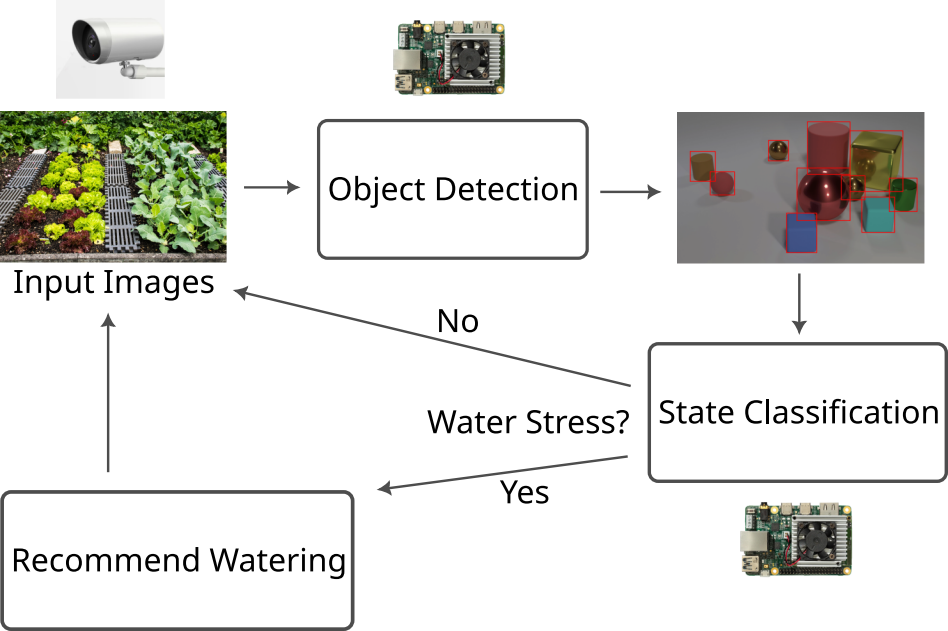 Object Detection
Input Images
No
State Classification
Water Stress?
Yes
Recommend Watering